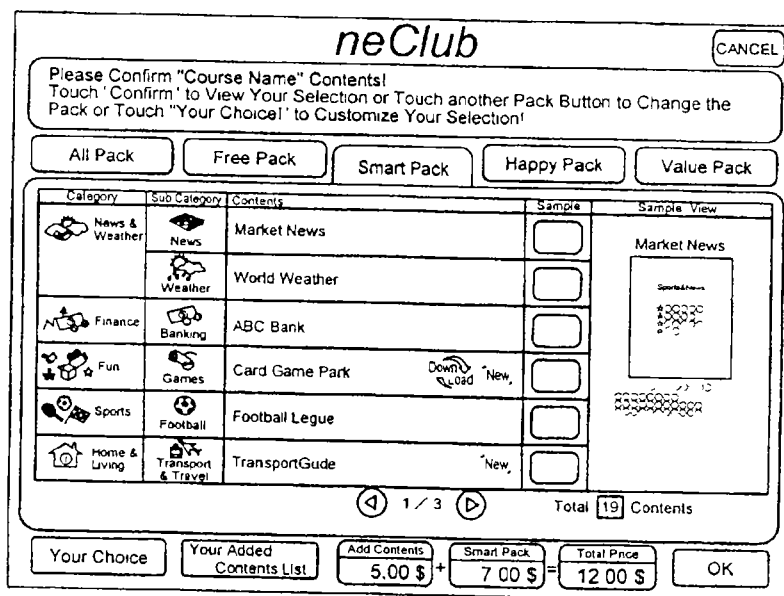 neClub
CANCEL
Please Confirm "Course Name" Contents!
Touch 'Confirm' to View Your Selection or Touch another Pack Button to Change the
Pack or Touch "Your Choice!" to Customize Your Selection!
All Pack
Free Pack
Smart Pack
Happy Pack
Value Pack
Category
Sub Category
Contents
Sample
Sample View
News &
Weather
News
Market News
Market News
Weather
World Weather
Sports&News
Finance
Banking
ABC Bank
Fun
Games
Card Game Park
Down
Load
New
Sports
Football
Football Legue
Home &
Living
Transport
& Travel
TransportGude
New
1/3
Total 19 Contents
Your Choice
Your Added
Contents List
Add Contents
5.00 $
+
Smart Pack
7 00 $
=
Total Price
12 00 $
OK